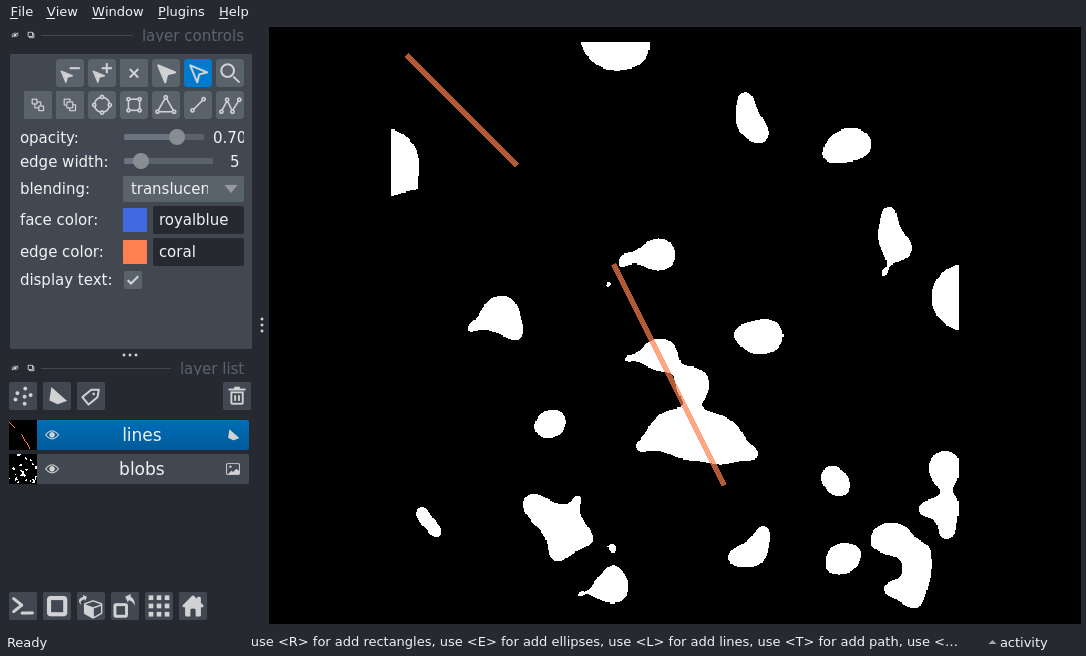 File View Window Plugins Help
layer controls
opacity: 0.70
edge width: 5
blending: translucen
face color: royalblue
edge color: coral
display text:
layer list
lines
blobs
Ready use <R> for add rectangles, use <E> for add ellipses, use <L> for add lines, use <T> for add path, use <... activity